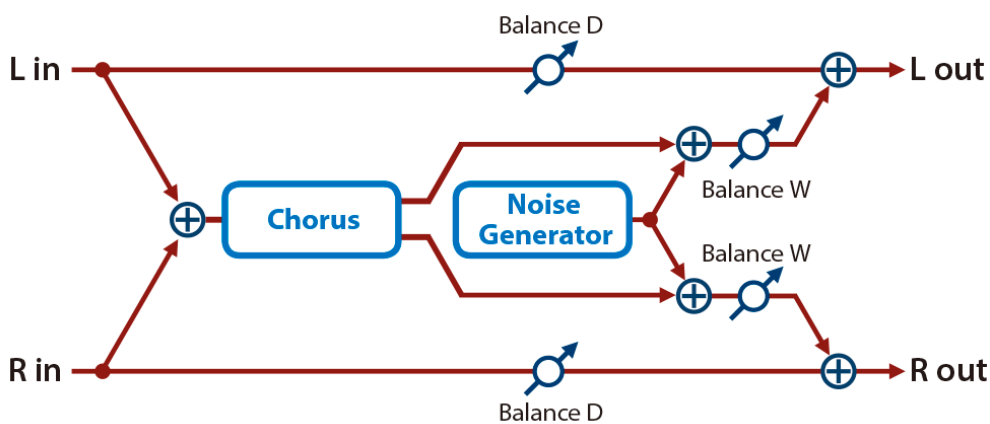 Balance D
L in
L out
Balance W
Chorus
Noise
Generator
Balance W
R in
R out
Balance D